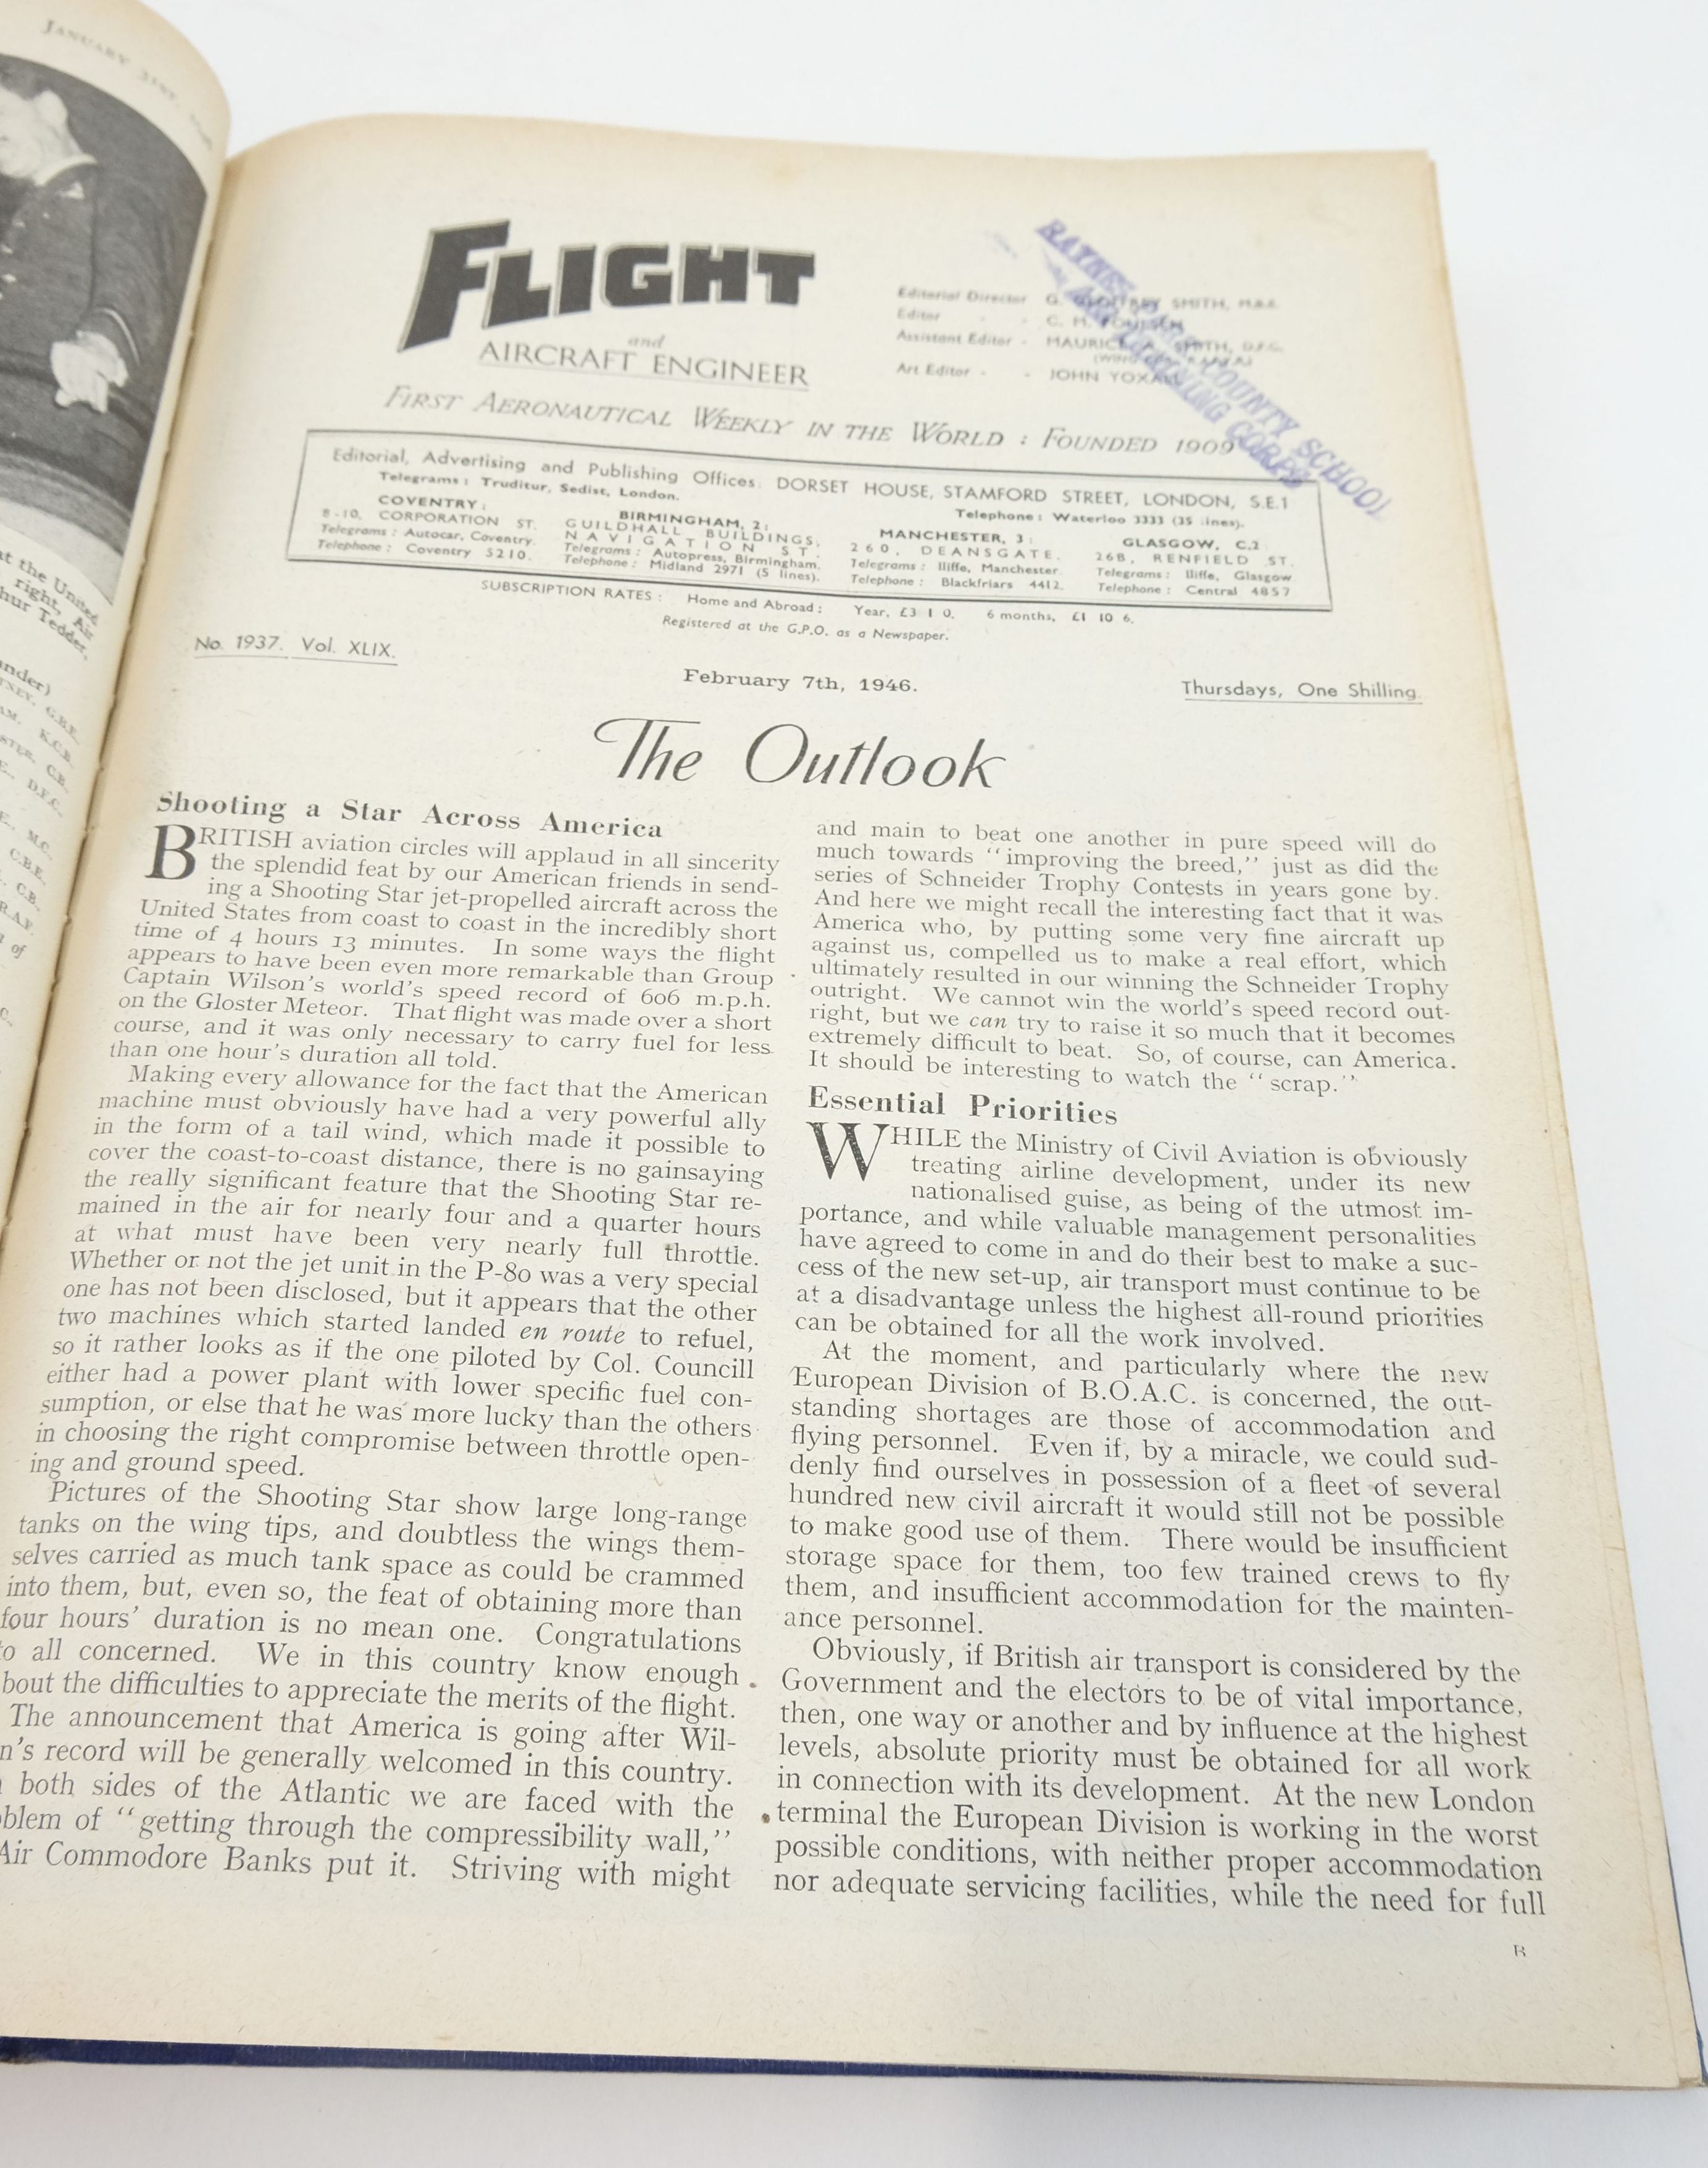 JANUARY 31ST,
at the United
right, Air
hur Tedder,
nder)
G.B.E.
K.C.B.
C.B.
D.F.C.
M.C.
C.B.E.
C.B.
R.A.F.
of
FLIGHT
and
AIRCRAFT ENGINEER
Editorial Director G. GEOFFREY SMITH, M.B.E.
Editor - - C. M. POULSEN
Assistant Editor - MAURICE A. SMITH, D.F.C.
Art Editor - - JOHN YOXALL
RAYNES COUNTY SCHOOL
TRAINING CORPS
FIRST AERONAUTICAL WEEKLY IN THE WORLD : FOUNDED 1909
Editorial, Advertising and Publishing Offices: DORSET HOUSE, STAMFORD STREET, LONDON, S.E.1
Telegrams: Truditur, Sedist, London. Telephone: Waterloo 3333 (35 lines).
COVENTRY:
8-10, CORPORATION ST.
Telegrams: Autocar, Coventry.
Telephone: Coventry 5210.
BIRMINGHAM, 2:
GUILDHALL BUILDINGS,
NAVIGATION ST.
Telegrams: Autopress, Birmingham.
Telephone: Midland 2971 (5 lines).
MANCHESTER, 3:
260, DEANSGATE.
Telegrams: Iliffe, Manchester.
Telephone: Blackfriars 4412.
GLASGOW, C.2
268, RENFIELD ST.
Telegrams: Iliffe, Glasgow
Telephone: Central 4857
SUBSCRIPTION RATES: Home and Abroad: Year, £3 1 0. 6 months, £1 10 6.
Registered at the G.P.O. as a Newspaper.
No. 1937. Vol. XLIX.
February 7th, 1946.
Thursdays, One Shilling.
The Outlook
Shooting a Star Across America
BRITISH aviation circles will applaud in all sincerity
the splendid feat by our American friends in send-
ing a Shooting Star jet-propelled aircraft across the
United States from coast to coast in the incredibly short
time of 4 hours 13 minutes. In some ways the flight
appears to have been even more remarkable than Group
Captain Wilson's world's speed record of 606 m.p.h.
on the Gloster Meteor. That flight was made over a short
course, and it was only necessary to carry fuel for less
than one hour's duration all told.
Making every allowance for the fact that the American
machine must obviously have had a very powerful ally
in the form of a tail wind, which made it possible to
cover the coast-to-coast distance, there is no gainsaying
the really significant feature that the Shooting Star re-
mained in the air for nearly four and a quarter hours
at what must have been very nearly full throttle.
Whether or not the jet unit in the P-80 was a very special
one has not been disclosed, but it appears that the other
two machines which started landed en route to refuel,
so it rather looks as if the one piloted by Col. Councill
either had a power plant with lower specific fuel con-
sumption, or else that he was more lucky than the others
in choosing the right compromise between throttle open-
ing and ground speed.
Pictures of the Shooting Star show large long-range
tanks on the wing tips, and doubtless the wings them-
selves carried as much tank space as could be crammed
into them, but, even so, the feat of obtaining more than
four hours' duration is no mean one. Congratulations
to all concerned. We in this country know enough
bout the difficulties to appreciate the merits of the flight.
The announcement that America is going after Wil-
n's record will be generally welcomed in this country.
both sides of the Atlantic we are faced with the
blem of "getting through the compressibility wall,"
Air Commodore Banks put it. Striving with might
and main to beat one another in pure speed will do
much towards "improving the breed," just as did the
series of Schneider Trophy Contests in years gone by.
And here we might recall the interesting fact that it was
America who, by putting some very fine aircraft up
against us, compelled us to make a real effort, which
ultimately resulted in our winning the Schneider Trophy
outright. We cannot win the world's speed record out-
right, but we can try to raise it so much that it becomes
extremely difficult to beat. So, of course, can America.
It should be interesting to watch the "scrap."
Essential Priorities
WHILE the Ministry of Civil Aviation is obviously
treating airline development, under its new
nationalised guise, as being of the utmost im-
portance, and while valuable management personalities
have agreed to come in and do their best to make a suc-
cess of the new set-up, air transport must continue to be
at a disadvantage unless the highest all-round priorities
can be obtained for all the work involved.
At the moment, and particularly where the new
European Division of B.O.A.C. is concerned, the out-
standing shortages are those of accommodation and
flying personnel. Even if, by a miracle, we could sud-
denly find ourselves in possession of a fleet of several
hundred new civil aircraft it would still not be possible
to make good use of them. There would be insufficient
storage space for them, too few trained crews to fly
them, and insufficient accommodation for the mainten-
ance personnel.
Obviously, if British air transport is considered by the
Government and the electors to be of vital importance,
then, one way or another and by influence at the highest
levels, absolute priority must be obtained for all work
in connection with its development. At the new London
terminal the European Division is working in the worst
possible conditions, with neither proper accommodation
nor adequate servicing facilities, while the need for full
B